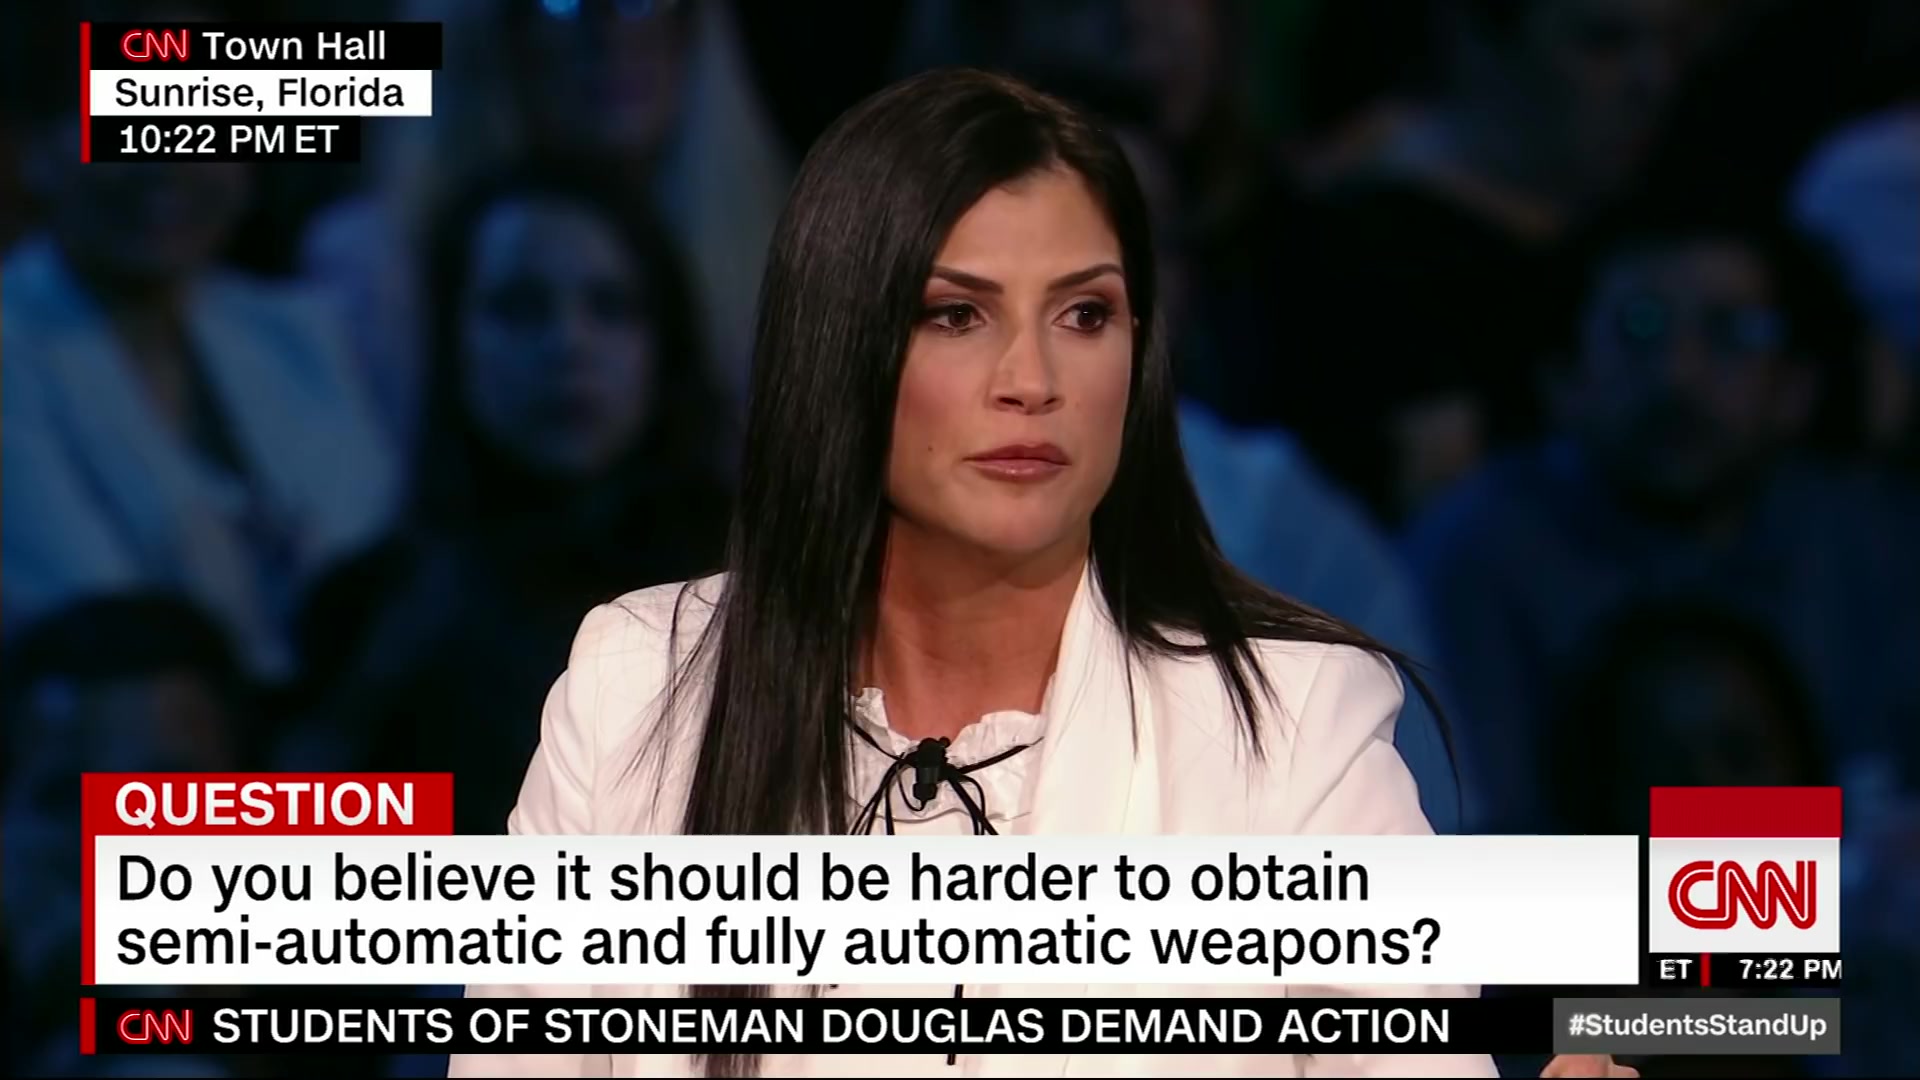 CNN Town Hall
Sunrise, Florida
10:22 PM ET
QUESTION
Do you believe it should be harder to obtain
semi-automatic and fully automatic weapons?
CNN
ET 7:22 PM
CNN STUDENTS OF STONEMAN DOUGLAS DEMAND ACTION
#StudentsStandUp